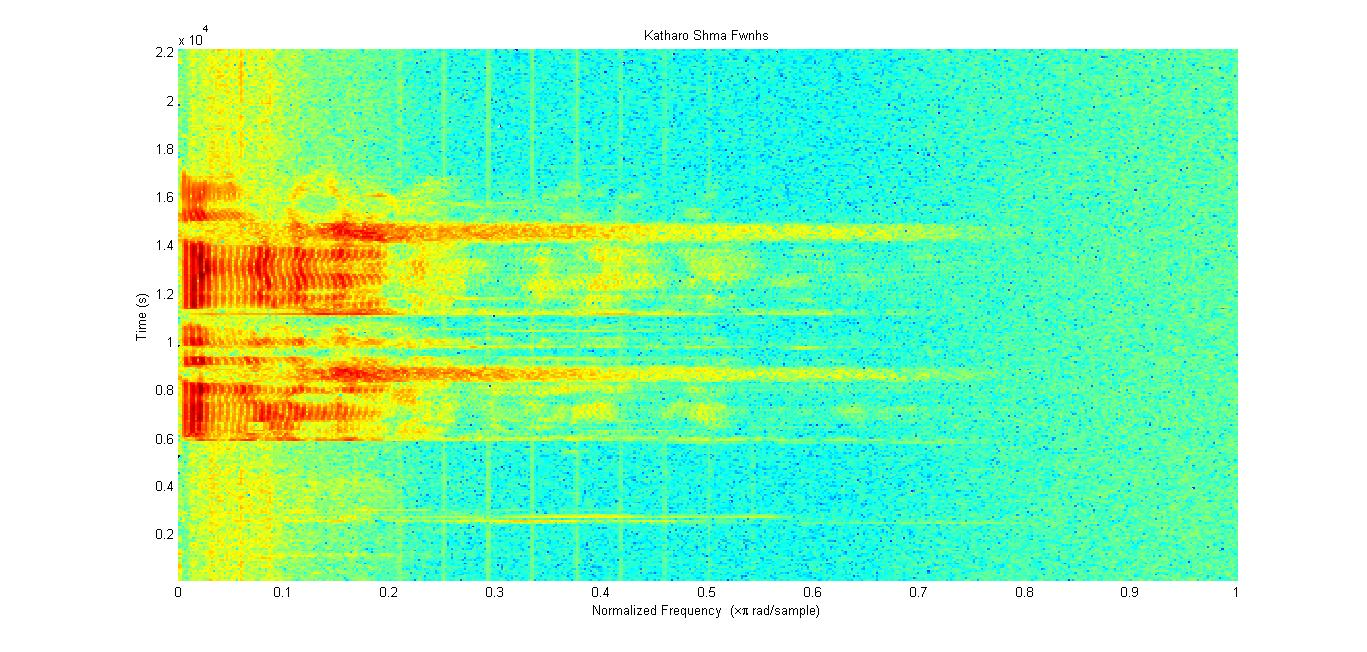 Katharo Shma Fwnhs
x 10^4
2.2
2
1.8
1.6
1.4
1.2
1
0.8
0.6
0.4
0.2
Time (s)
0 0.1 0.2 0.3 0.4 0.5 0.6 0.7 0.8 0.9 1
Normalized Frequency (×π rad/sample)